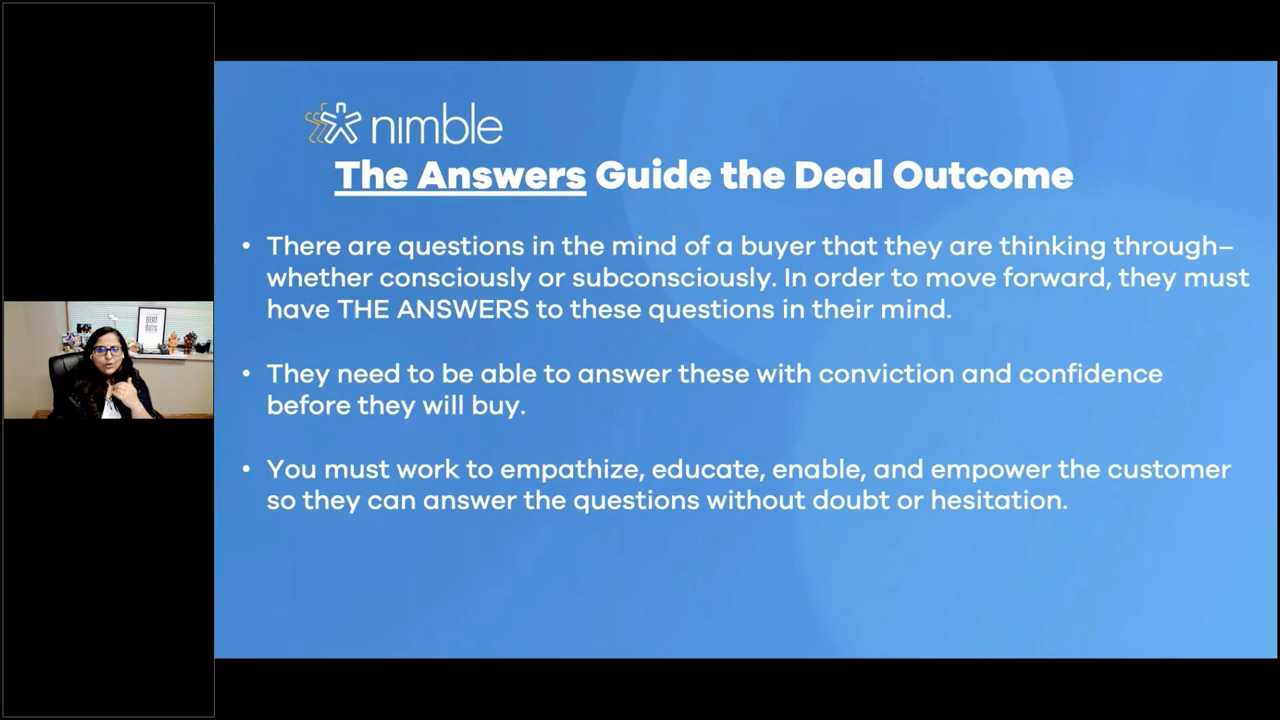 nimble
The Answers Guide the Deal Outcome
• There are questions in the mind of a buyer that they are thinking through–
whether consciously or subconsciously. In order to move forward, they must
have THE ANSWERS to these questions in their mind.
• They need to be able to answer these with conviction and confidence
before they will buy.
• You must work to empathize, educate, enable, and empower the customer
so they can answer the questions without doubt or hesitation.